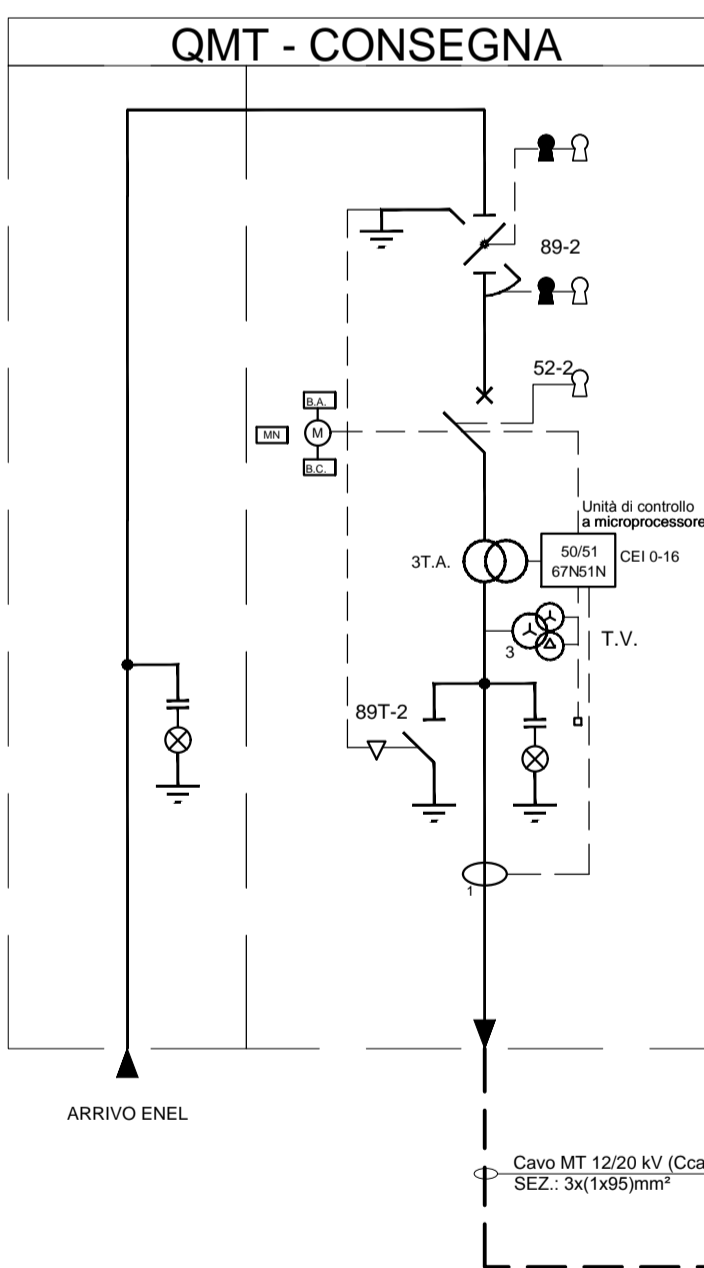 QMT - CONSEGNA
89-2
52-2
B.A.
MN
M
B.C.
Unità di controllo
a microprocessore
3T.A.
50/51
67N51N
CEI 0-16
3
T.V.
89T-2
1
ARRIVO ENEL
Cavo MT 12/20 kV (Cca
SEZ.: 3x(1x95)mm²